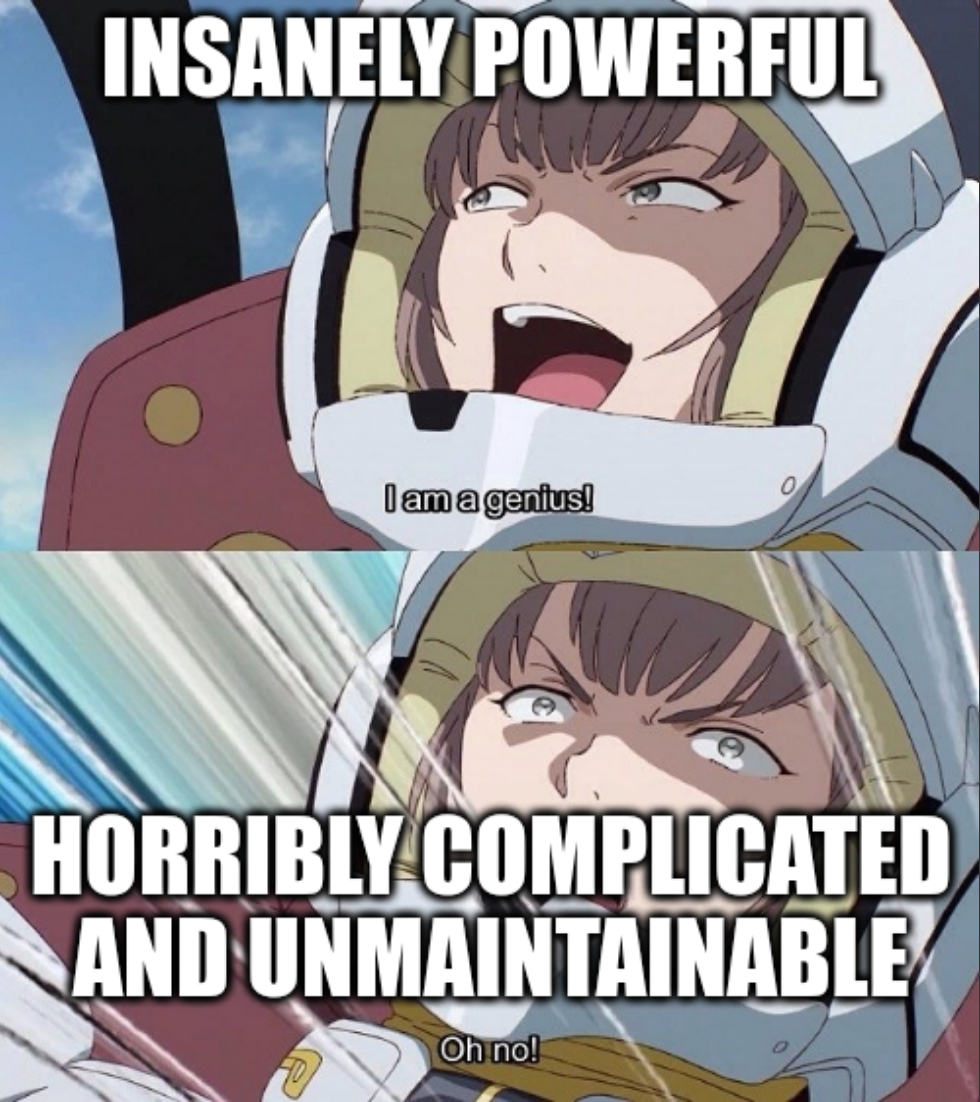 INSANELY POWERFUL
I am a genius!
HORRIBLY COMPLICATED
AND UNMAINTAINABLE
Oh no!